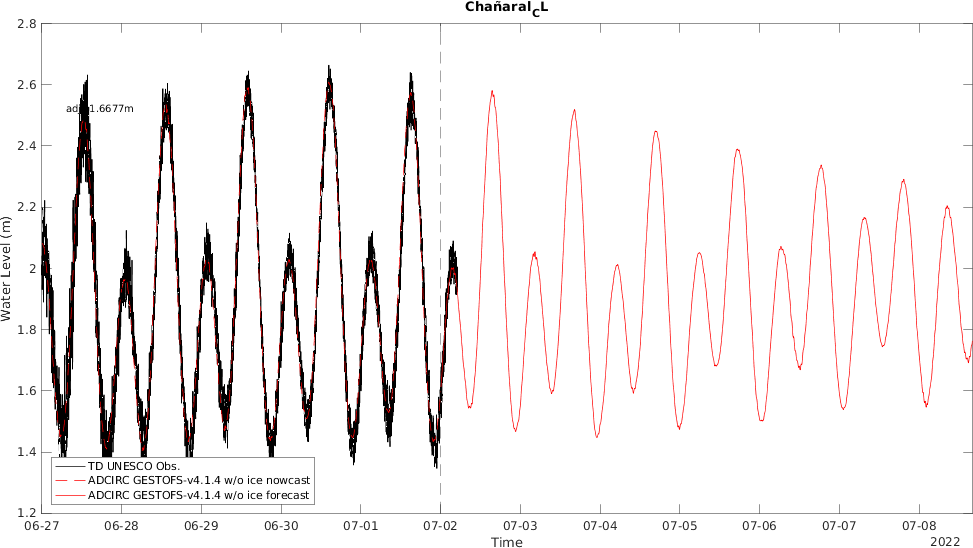 Chañaral_CL
2.8
2.6
2.4
2.2
2
1.8
1.6
1.4
1.2
Water Level (m)
1.6677m
TD UNESCO Obs.
ADCIRC GESTOFS-v4.1.4 w/o ice nowcast
ADCIRC GESTOFS-v4.1.4 w/o ice forecast
06-27 06-28 06-29 06-30 07-01 07-02 07-03 07-04 07-05 07-06 07-07 07-08
Time
2022